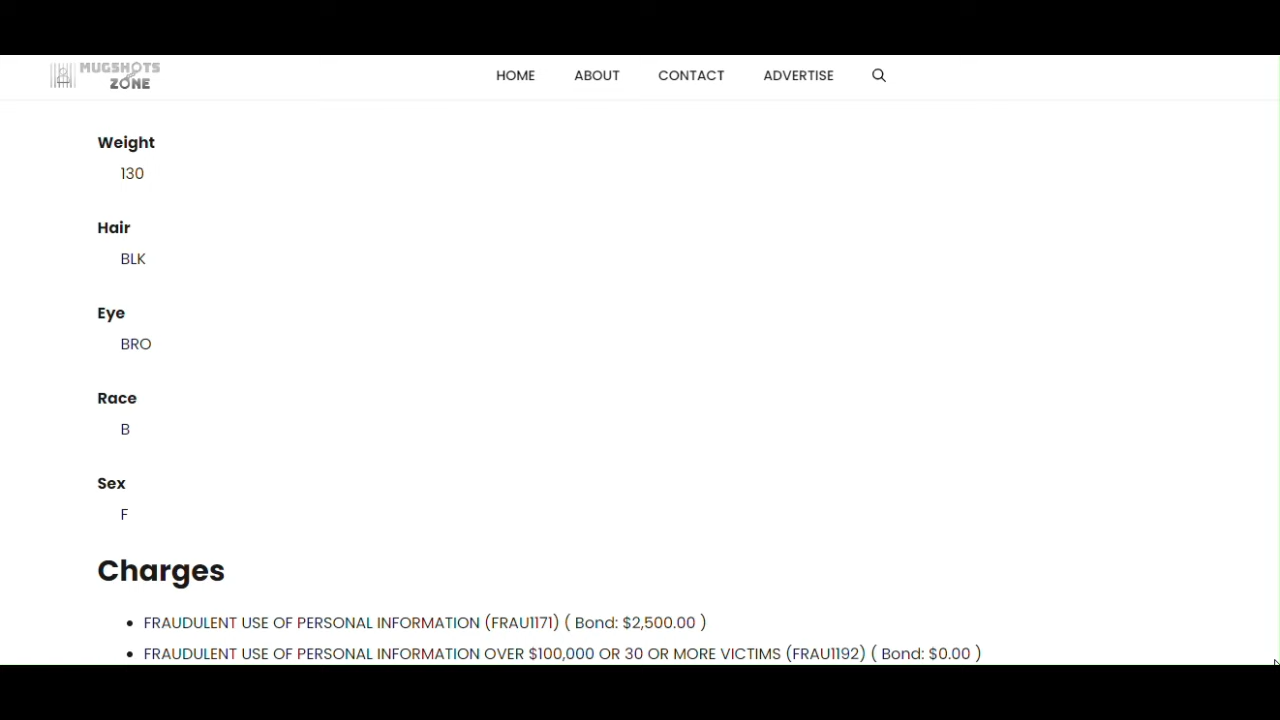 MUGSHOTS
ZONE
HOME ABOUT CONTACT ADVERTISE
Weight
130
Hair
BLK
Eye
BRO
Race
B
Sex
F
Charges
• FRAUDULENT USE OF PERSONAL INFORMATION (FRAU1171) ( Bond: $2,500.00 )
• FRAUDULENT USE OF PERSONAL INFORMATION OVER $100,000 OR 30 OR MORE VICTIMS (FRAU1192) ( Bond: $0.00 )